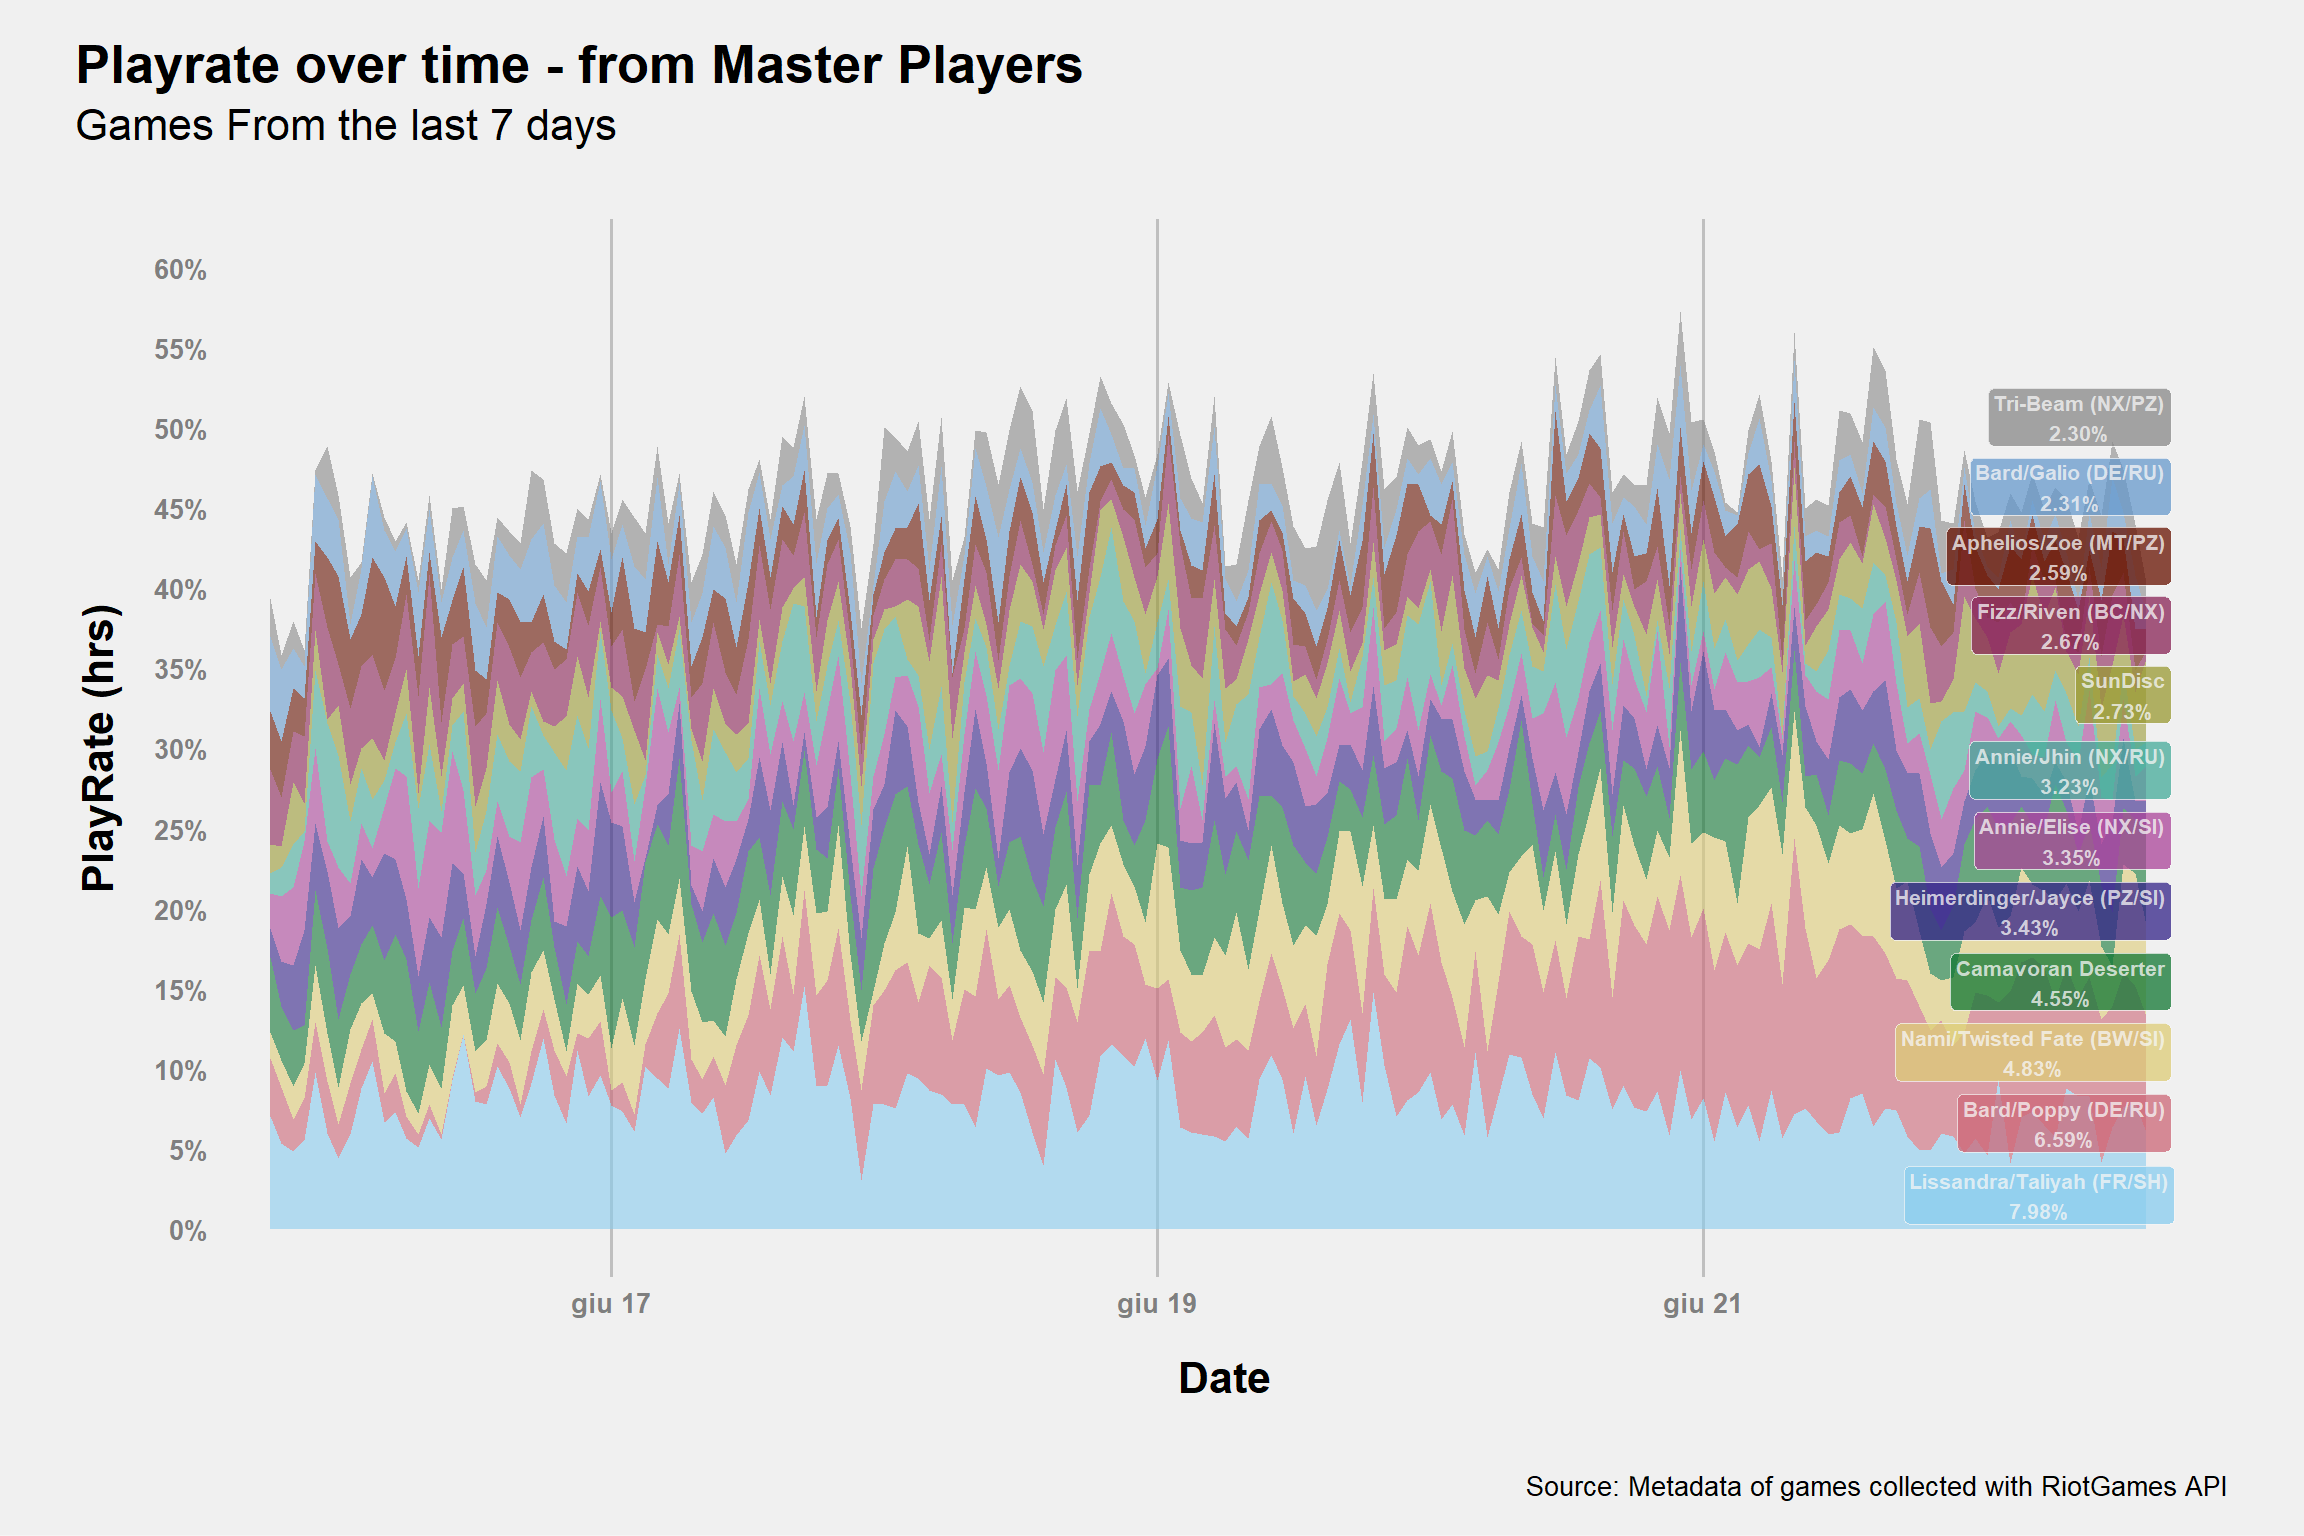 Playrate over time - from Master Players
Games From the last 7 days
PlayRate (hrs)
60%
55%
50%
45%
40%
35%
30%
25%
20%
15%
10%
5%
0%
Tri-Beam (NX/PZ)
2.30%
Bard/Galio (DE/RU)
2.31%
Aphelios/Zoe (MT/PZ)
2.59%
Fizz/Riven (BC/NX)
2.67%
SunDisc
2.73%
Annie/Jhin (NX/RU)
3.23%
Annie/Elise (NX/SI)
3.35%
Heimerdinger/Jayce (PZ/SI)
3.43%
Camavoran Deserter
4.55%
Nami/Twisted Fate (BW/SI)
4.83%
Bard/Poppy (DE/RU)
6.59%
Lissandra/Taliyah (FR/SH)
7.98%
giu 17
giu 19
giu 21
Date
Source: Metadata of games collected with RiotGames API